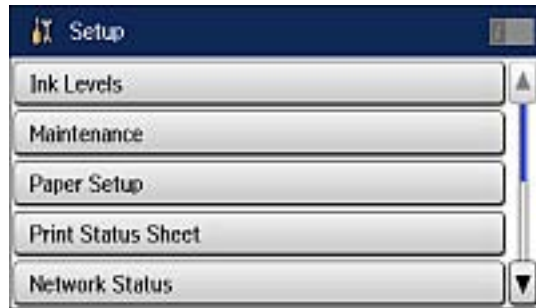 Setup
Ink Levels
Maintenance
Paper Setup
Print Status Sheet
Network Status